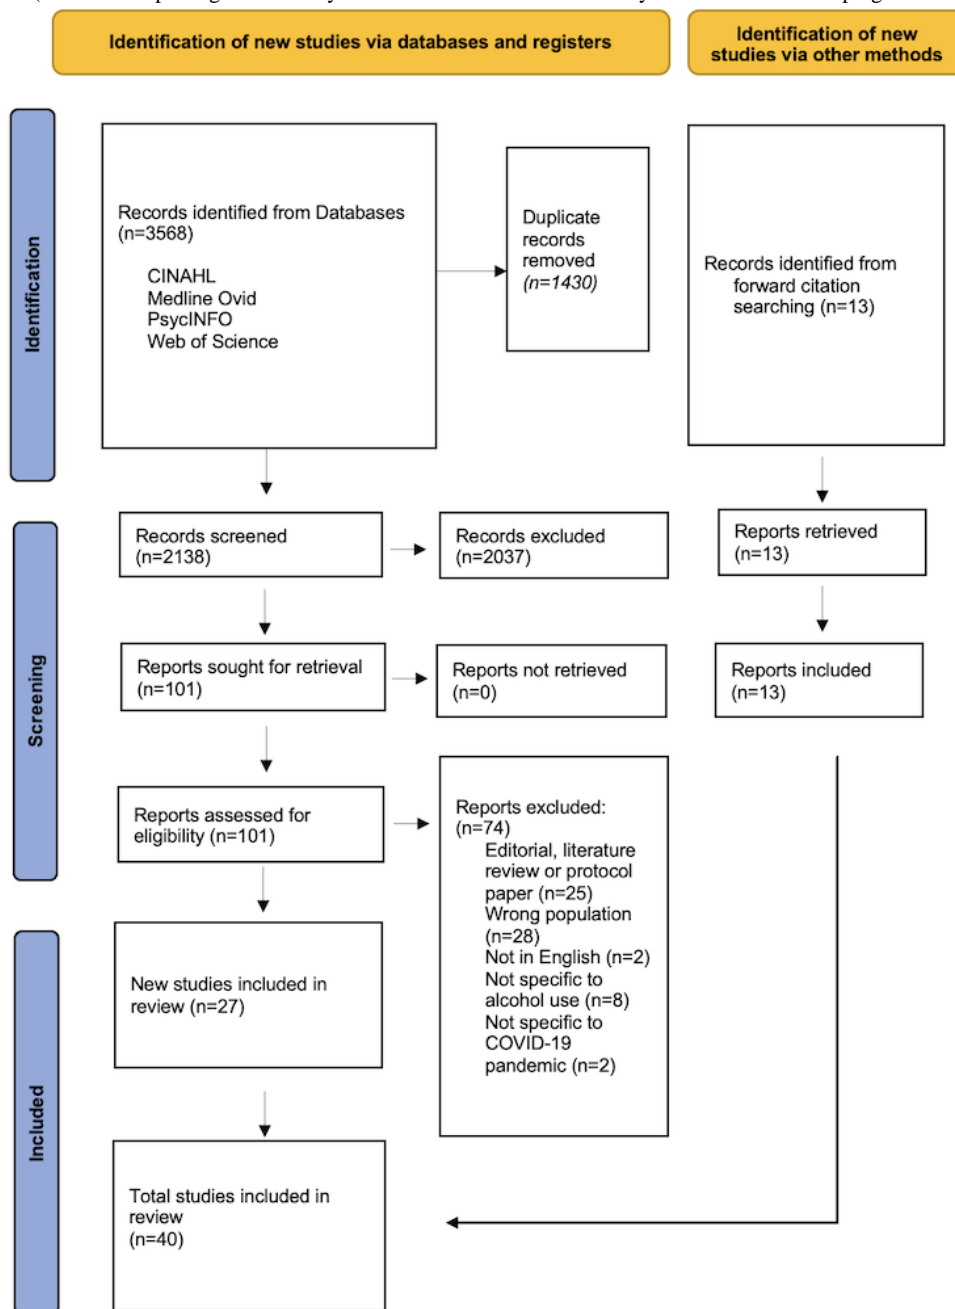 Identification of new studies via databases and registers
Identification of new
studies via other methods
Identification
Records identified from Databases
(n=3568)
CINAHL
Medline Ovid
PsycINFO
Web of Science
Duplicate
records
removed
(n=1430)
Records identified from
forward citation
searching (n=13)
Screening
Records screened
(n=2138)
Records excluded
(n=2037)
Reports retrieved
(n=13)
Reports sought for retrieval
(n=101)
Reports not retrieved
(n=0)
Reports included
(n=13)
Reports assessed for
eligibility (n=101)
Reports excluded:
(n=74)
Editorial, literature
review or protocol
paper (n=25)
Wrong population
(n=28)
Not in English (n=2)
Not specific to
alcohol use (n=8)
Not specific to
COVID-19
pandemic (n=2)
Included
New studies included in
review (n=27)
Total studies included in
review
(n=40)